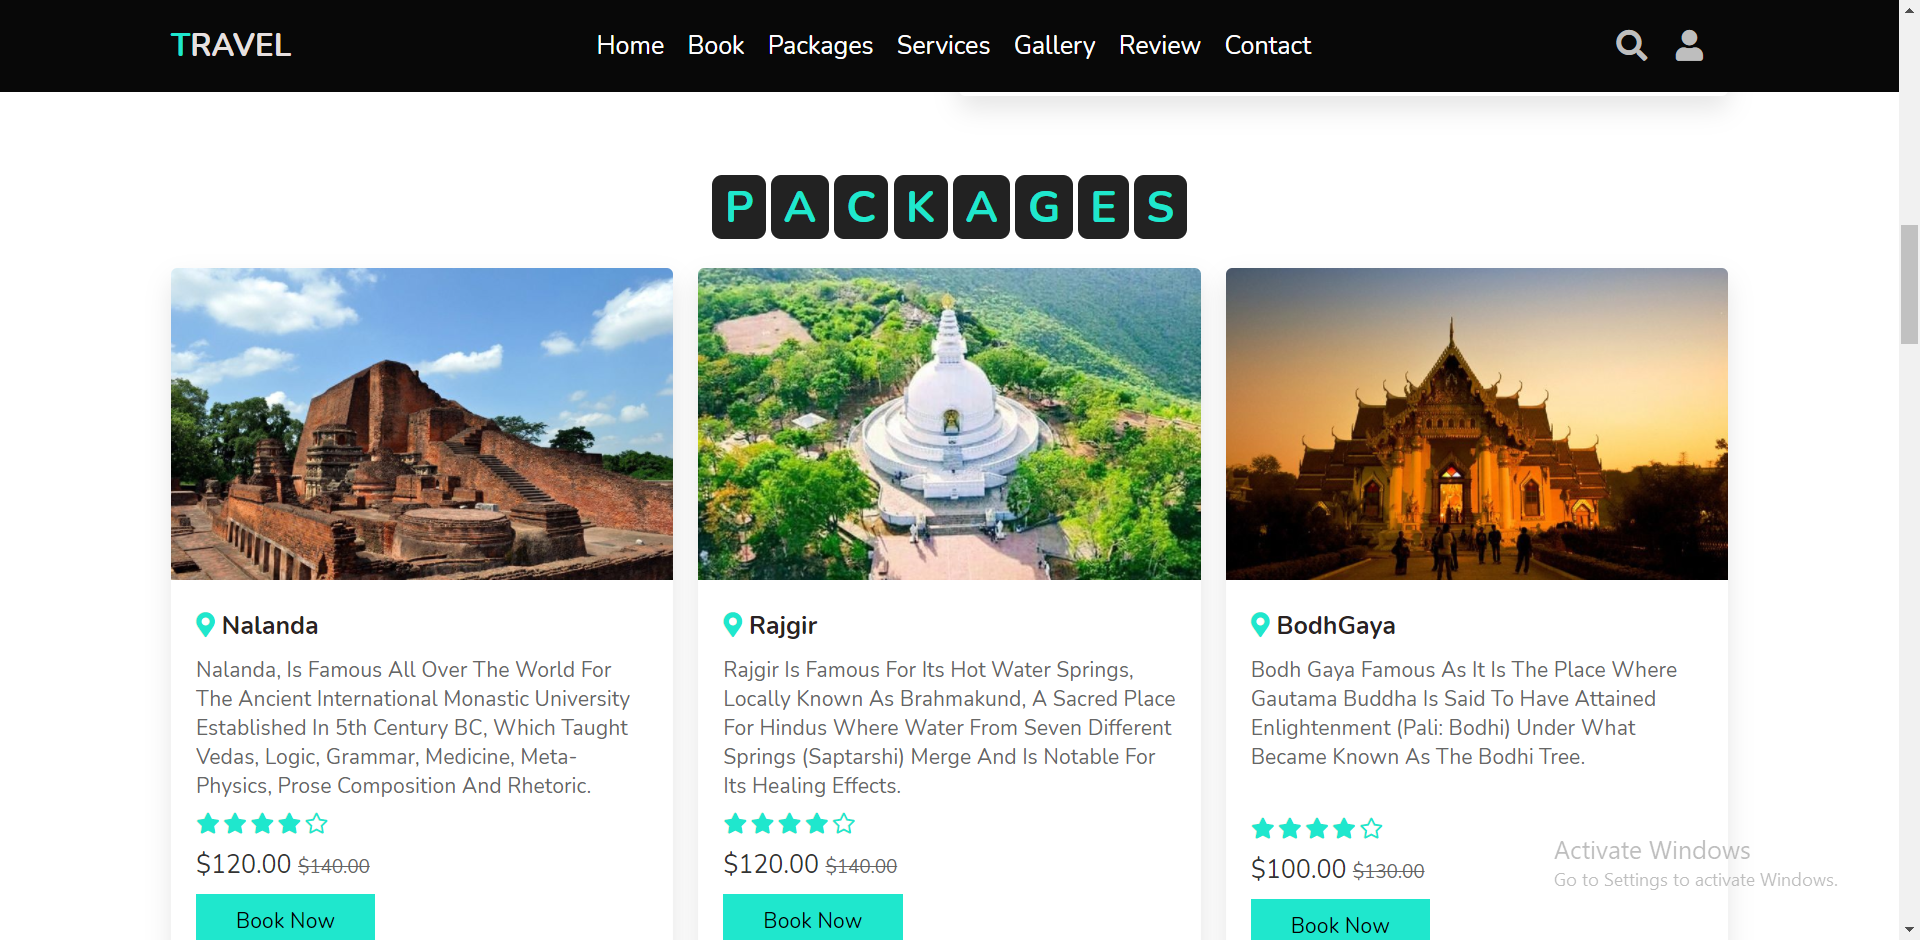 TRAVEL
Home Book Packages Services Gallery Review Contact
PACKAGES
Nalanda
Nalanda, Is Famous All Over The World For
The Ancient International Monastic University
Established In 5th Century BC, Which Taught
Vedas, Logic, Grammar, Medicine, Meta-
Physics, Prose Composition And Rhetoric.
$120.00 $140.00
Book Now
Rajgir
Rajgir Is Famous For Its Hot Water Springs,
Locally Known As Brahmakund, A Sacred Place
For Hindus Where Water From Seven Different
Springs (Saptarshi) Merge And Is Notable For
Its Healing Effects.
$120.00 $140.00
Book Now
BodhGaya
Bodh Gaya Famous As It Is The Place Where
Gautama Buddha Is Said To Have Attained
Enlightenment (Pali: Bodhi) Under What
Became Known As The Bodhi Tree.
$100.00 $130.00
Book Now
Activate Windows
Go to Settings to activate Windows.